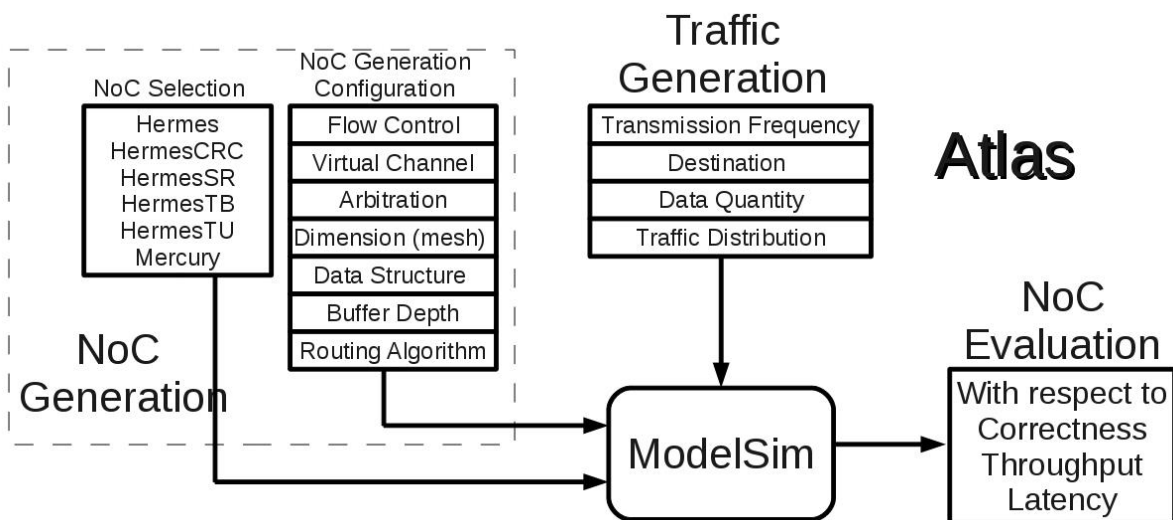 NoC Selection
Hermes
HermesCRC
HermesSR
HermesTB
HermesTU
Mercury
NoC
Generation
NoC Generation
Configuration
Flow Control
Virtual Channel
Arbitration
Dimension (mesh)
Data Structure
Buffer Depth
Routing Algorithm
Traffic
Generation
Transmission Frequency
Destination
Data Quantity
Traffic Distribution
Atlas
ModelSim
NoC
Evaluation
With respect to
Correctness
Throughput
Latency